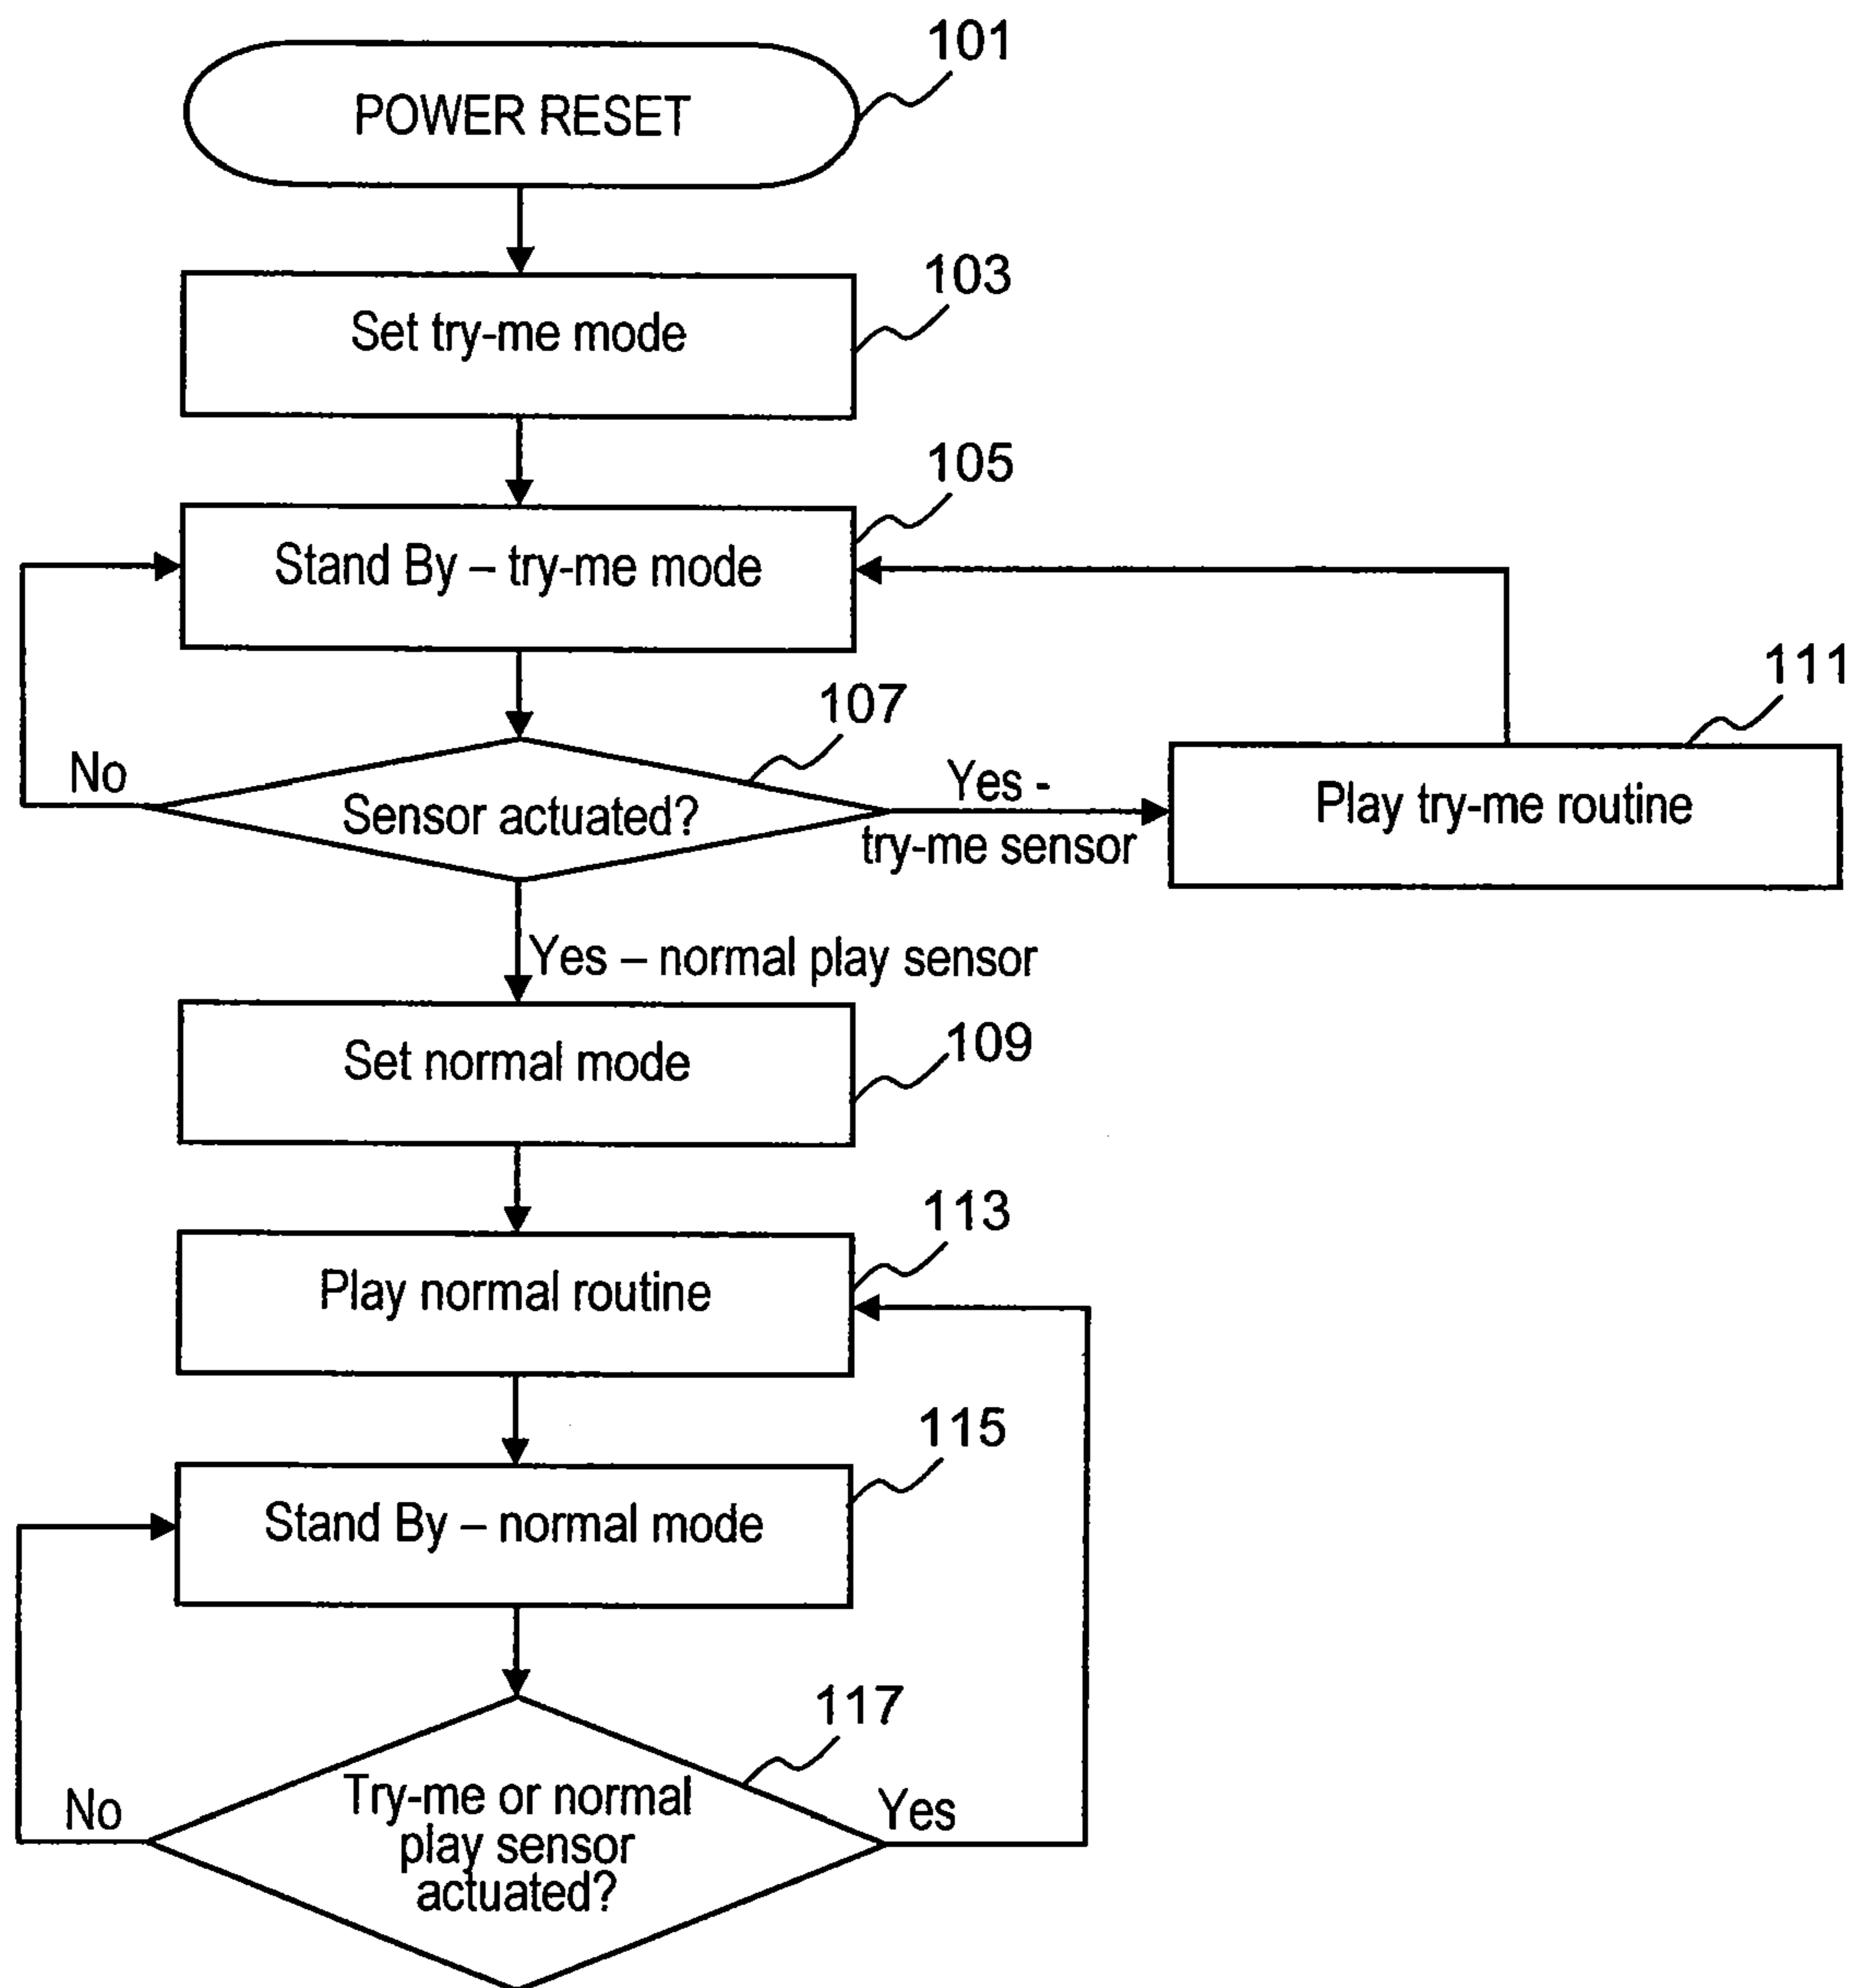 101
POWER RESET
103
Set try-me mode
105
Stand By – try-me mode
107
111
No
Sensor actuated?
Yes -
try-me sensor
Play try-me routine
Yes – normal play sensor
Set normal mode
109
113
Play normal routine
115
Stand By – normal mode
117
No
Try-me or normal
play sensor
actuated?
Yes